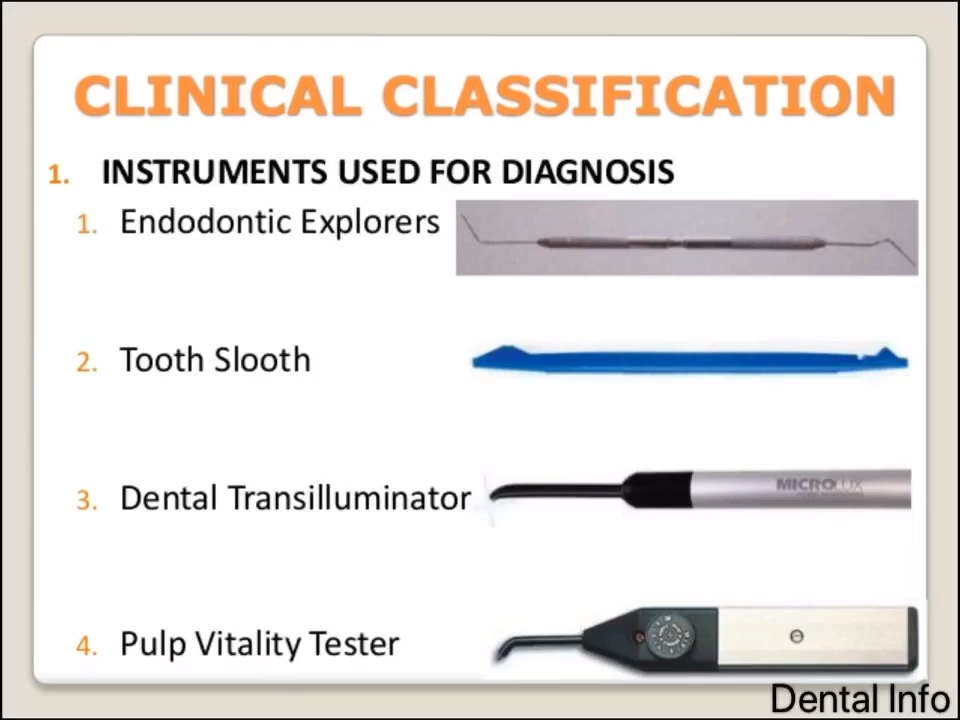 CLINICAL CLASSIFICATION
1. INSTRUMENTS USED FOR DIAGNOSIS
1. Endodontic Explorers
2. Tooth Slooth
3. Dental Transilluminator
MICROLUX
4. Pulp Vitality Tester
Dental Info